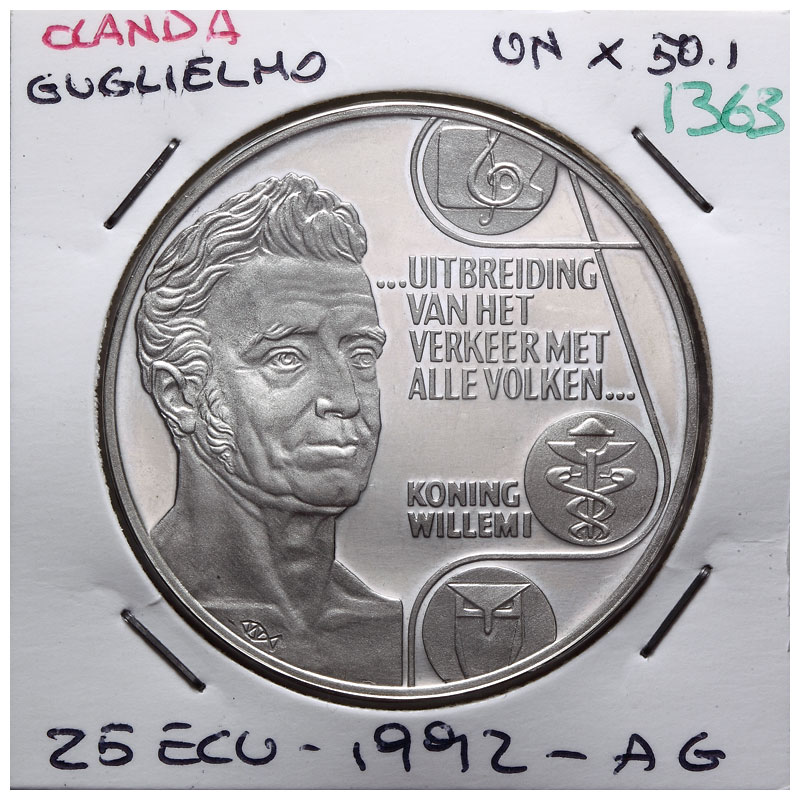 OLANDA
GUGLIELMO
UN x 50.1
1363
...UITBREIDING
VAN HET
VERKEER MET
ALLE VOLKEN...
KONING
WILLEM I
25 ECU - 1992 - AG